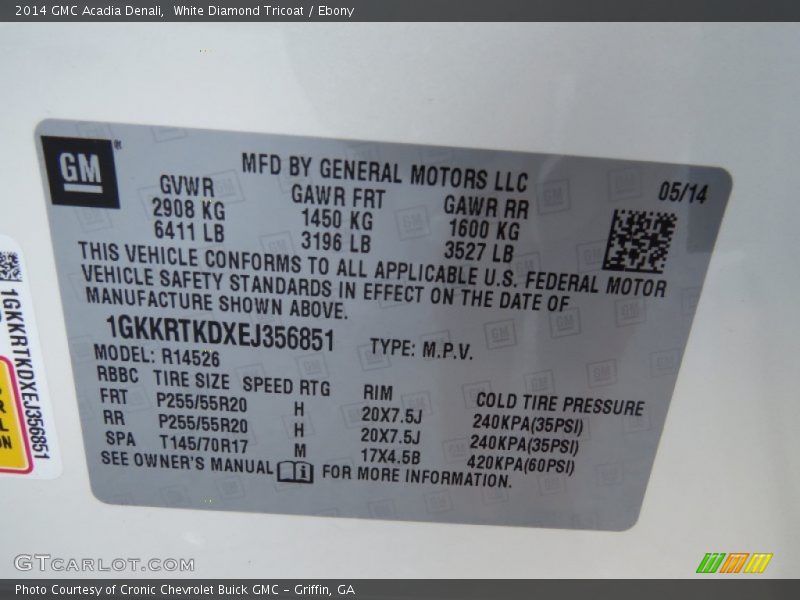 2014 GMC Acadia Denali, White Diamond Tricoat / Ebony
GM®
MFD BY GENERAL MOTORS LLC
05/14
GVWR GAWR FRT GAWR RR
2908 KG 1450 KG 1600 KG
6411 LB 3196 LB 3527 LB
THIS VEHICLE CONFORMS TO ALL APPLICABLE U.S. FEDERAL MOTOR
VEHICLE SAFETY STANDARDS IN EFFECT ON THE DATE OF
MANUFACTURE SHOWN ABOVE.
1GKKRTKDXEJ356851 TYPE: M.P.V.
MODEL: R14526
RBBC TIRE SIZE SPEED RTG RIM COLD TIRE PRESSURE
FRT P255/55R20 H 20X7.5J 240KPA(35PSI)
RR P255/55R20 H 20X7.5J 240KPA(35PSI)
SPA T145/70R17 M 17X4.5B 420KPA(60PSI)
SEE OWNER'S MANUAL FOR MORE INFORMATION.
1GKKRTKDXEJ356851
GTCARLOT.COM
Photo Courtesy of Cronic Chevrolet Buick GMC - Griffin, GA